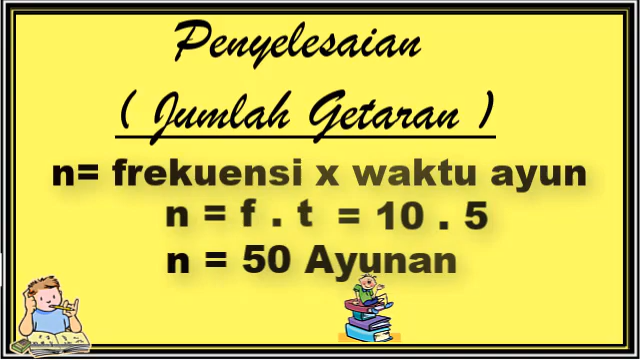 Penyelesaian
( Jumlah Getaran )
n= frekuensi x waktu ayun
n = f . t = 10 . 5
n = 50 Ayunan